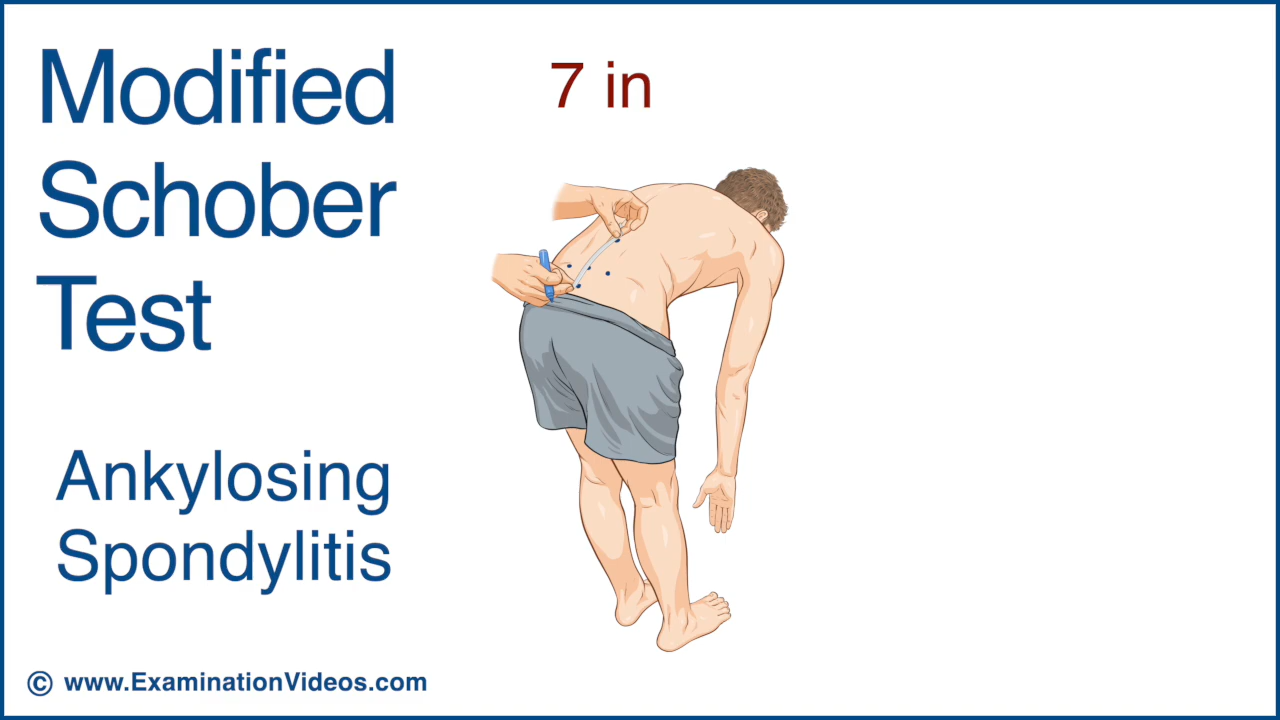 Modified
Schober
Test
7 in
Ankylosing
Spondylitis
© www.ExaminationVideos.com